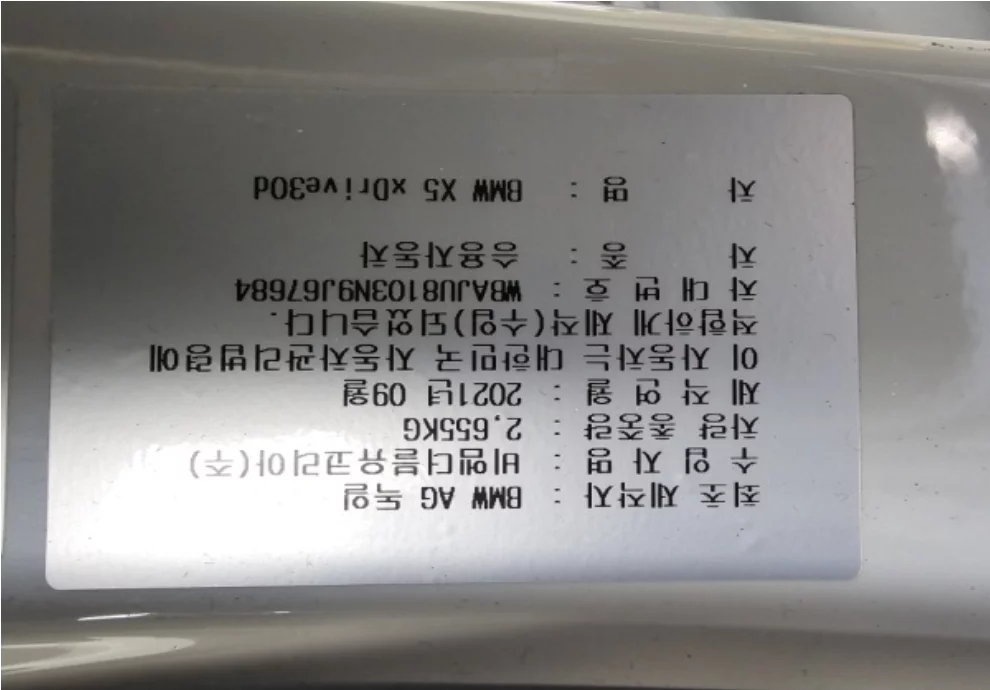 최초 제작자 : BMW AG 독일
수 입 자 명 : 비엠더블유코리아(주)
차량 총중량 : 2,655KG
제 작 연 월 : 2021년 09월
이 자동차는 대한민국 자동차관리법령에
적합하게 제작(수입)되었습니다.
차 대 번 호 : WBAJU8103N9J67684
차 종 : 승용자동차
차 명 : BMW X5 xDrive30d